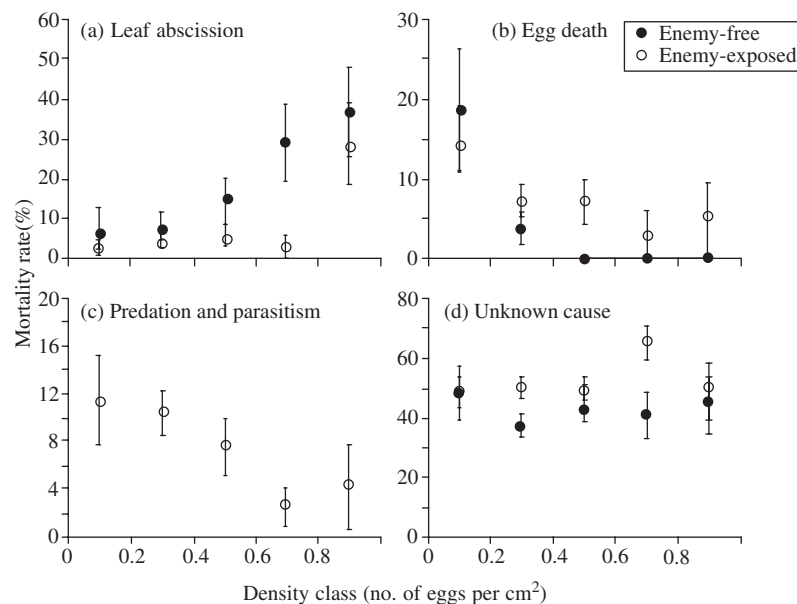 (a) Leaf abscission
(b) Egg death
Enemy-free
Enemy-exposed
60
50
40
30
20
10
0
30
20
10
0
(c) Predation and parasitism
(d) Unknown cause
20
16
12
8
4
0
80
60
40
20
0
0 0.2 0.4 0.6 0.8
0 0.2 0.4 0.6 0.8
Mortality rate(%)
Density class (no. of eggs per cm²)